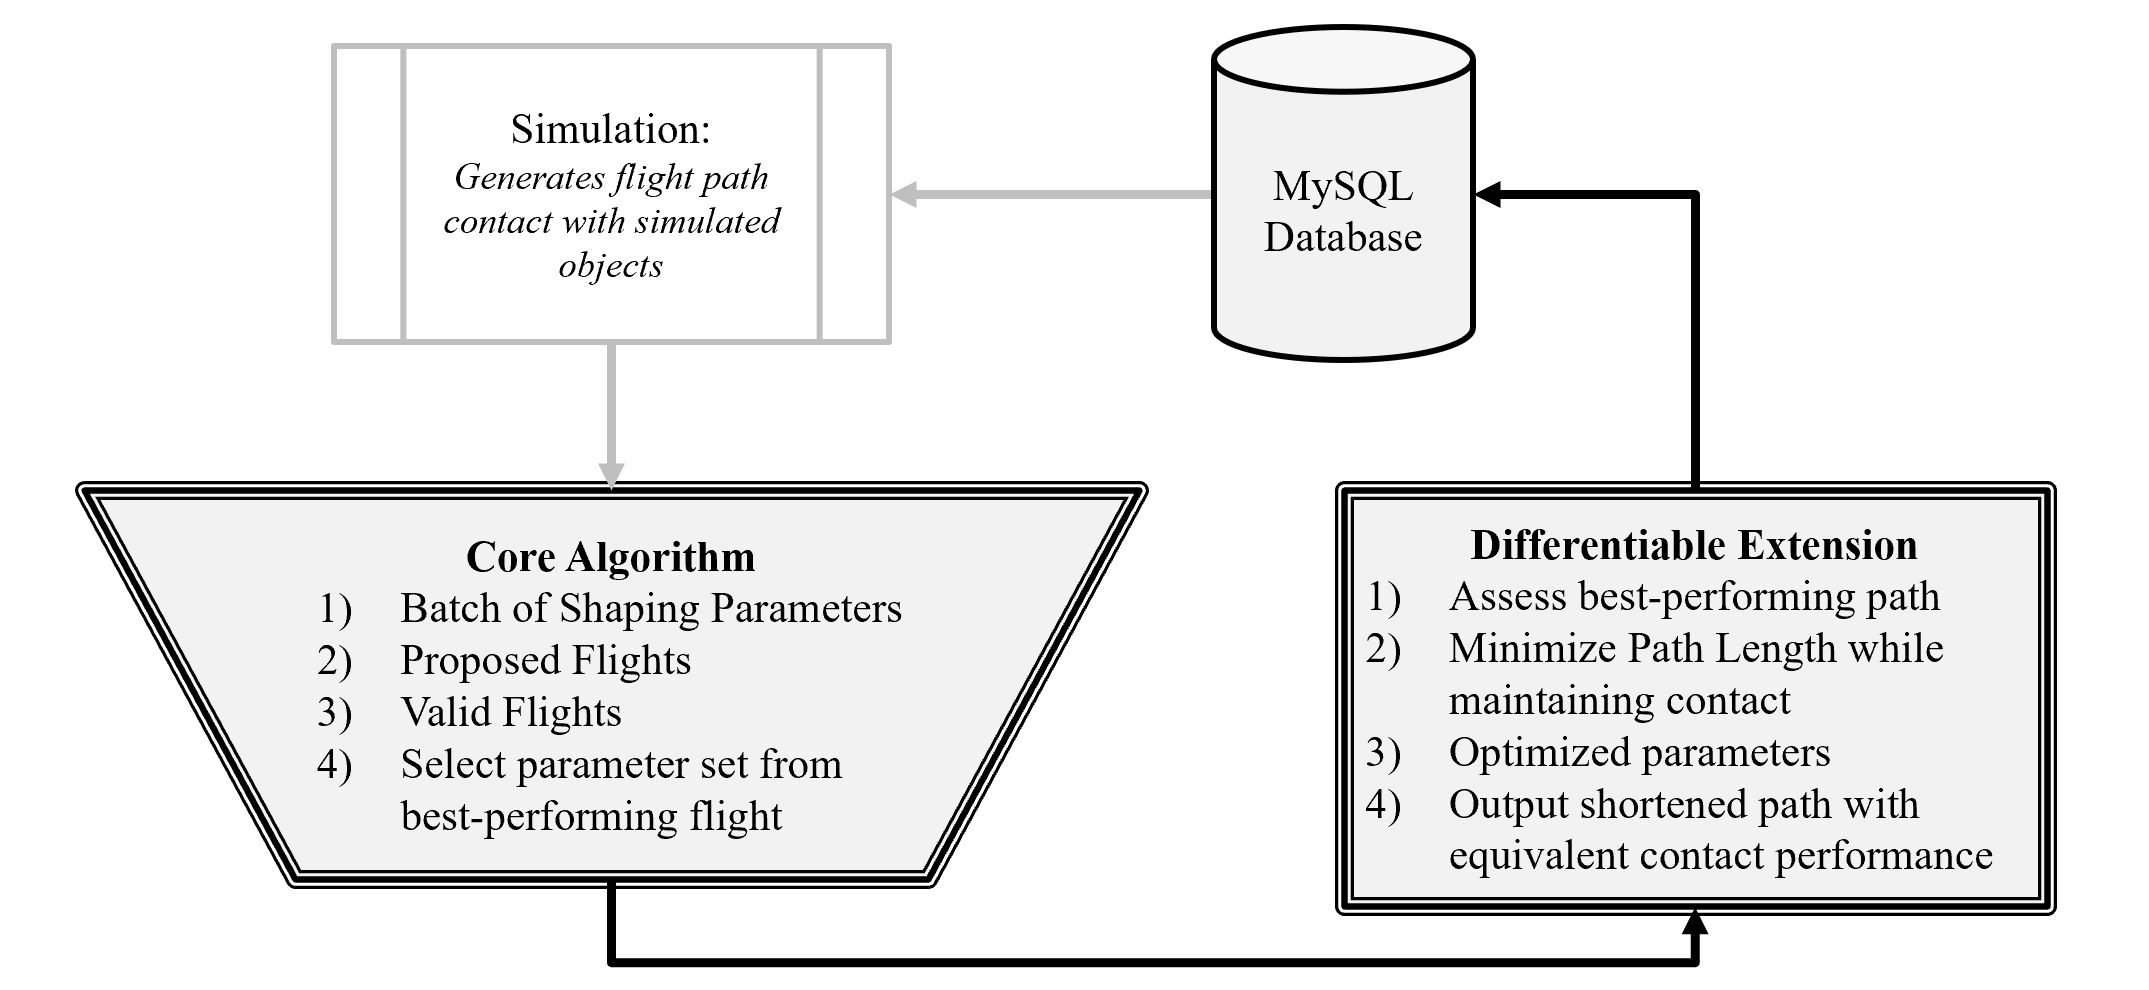 Simulation:
Generates flight path
contact with simulated
objects
MySQL
Database
Core Algorithm
1) Batch of Shaping Parameters
2) Proposed Flights
3) Valid Flights
4) Select parameter set from
best-performing flight
Differentiable Extension
1) Assess best-performing path
2) Minimize Path Length while
maintaining contact
3) Optimized parameters
4) Output shortened path with
equivalent contact performance